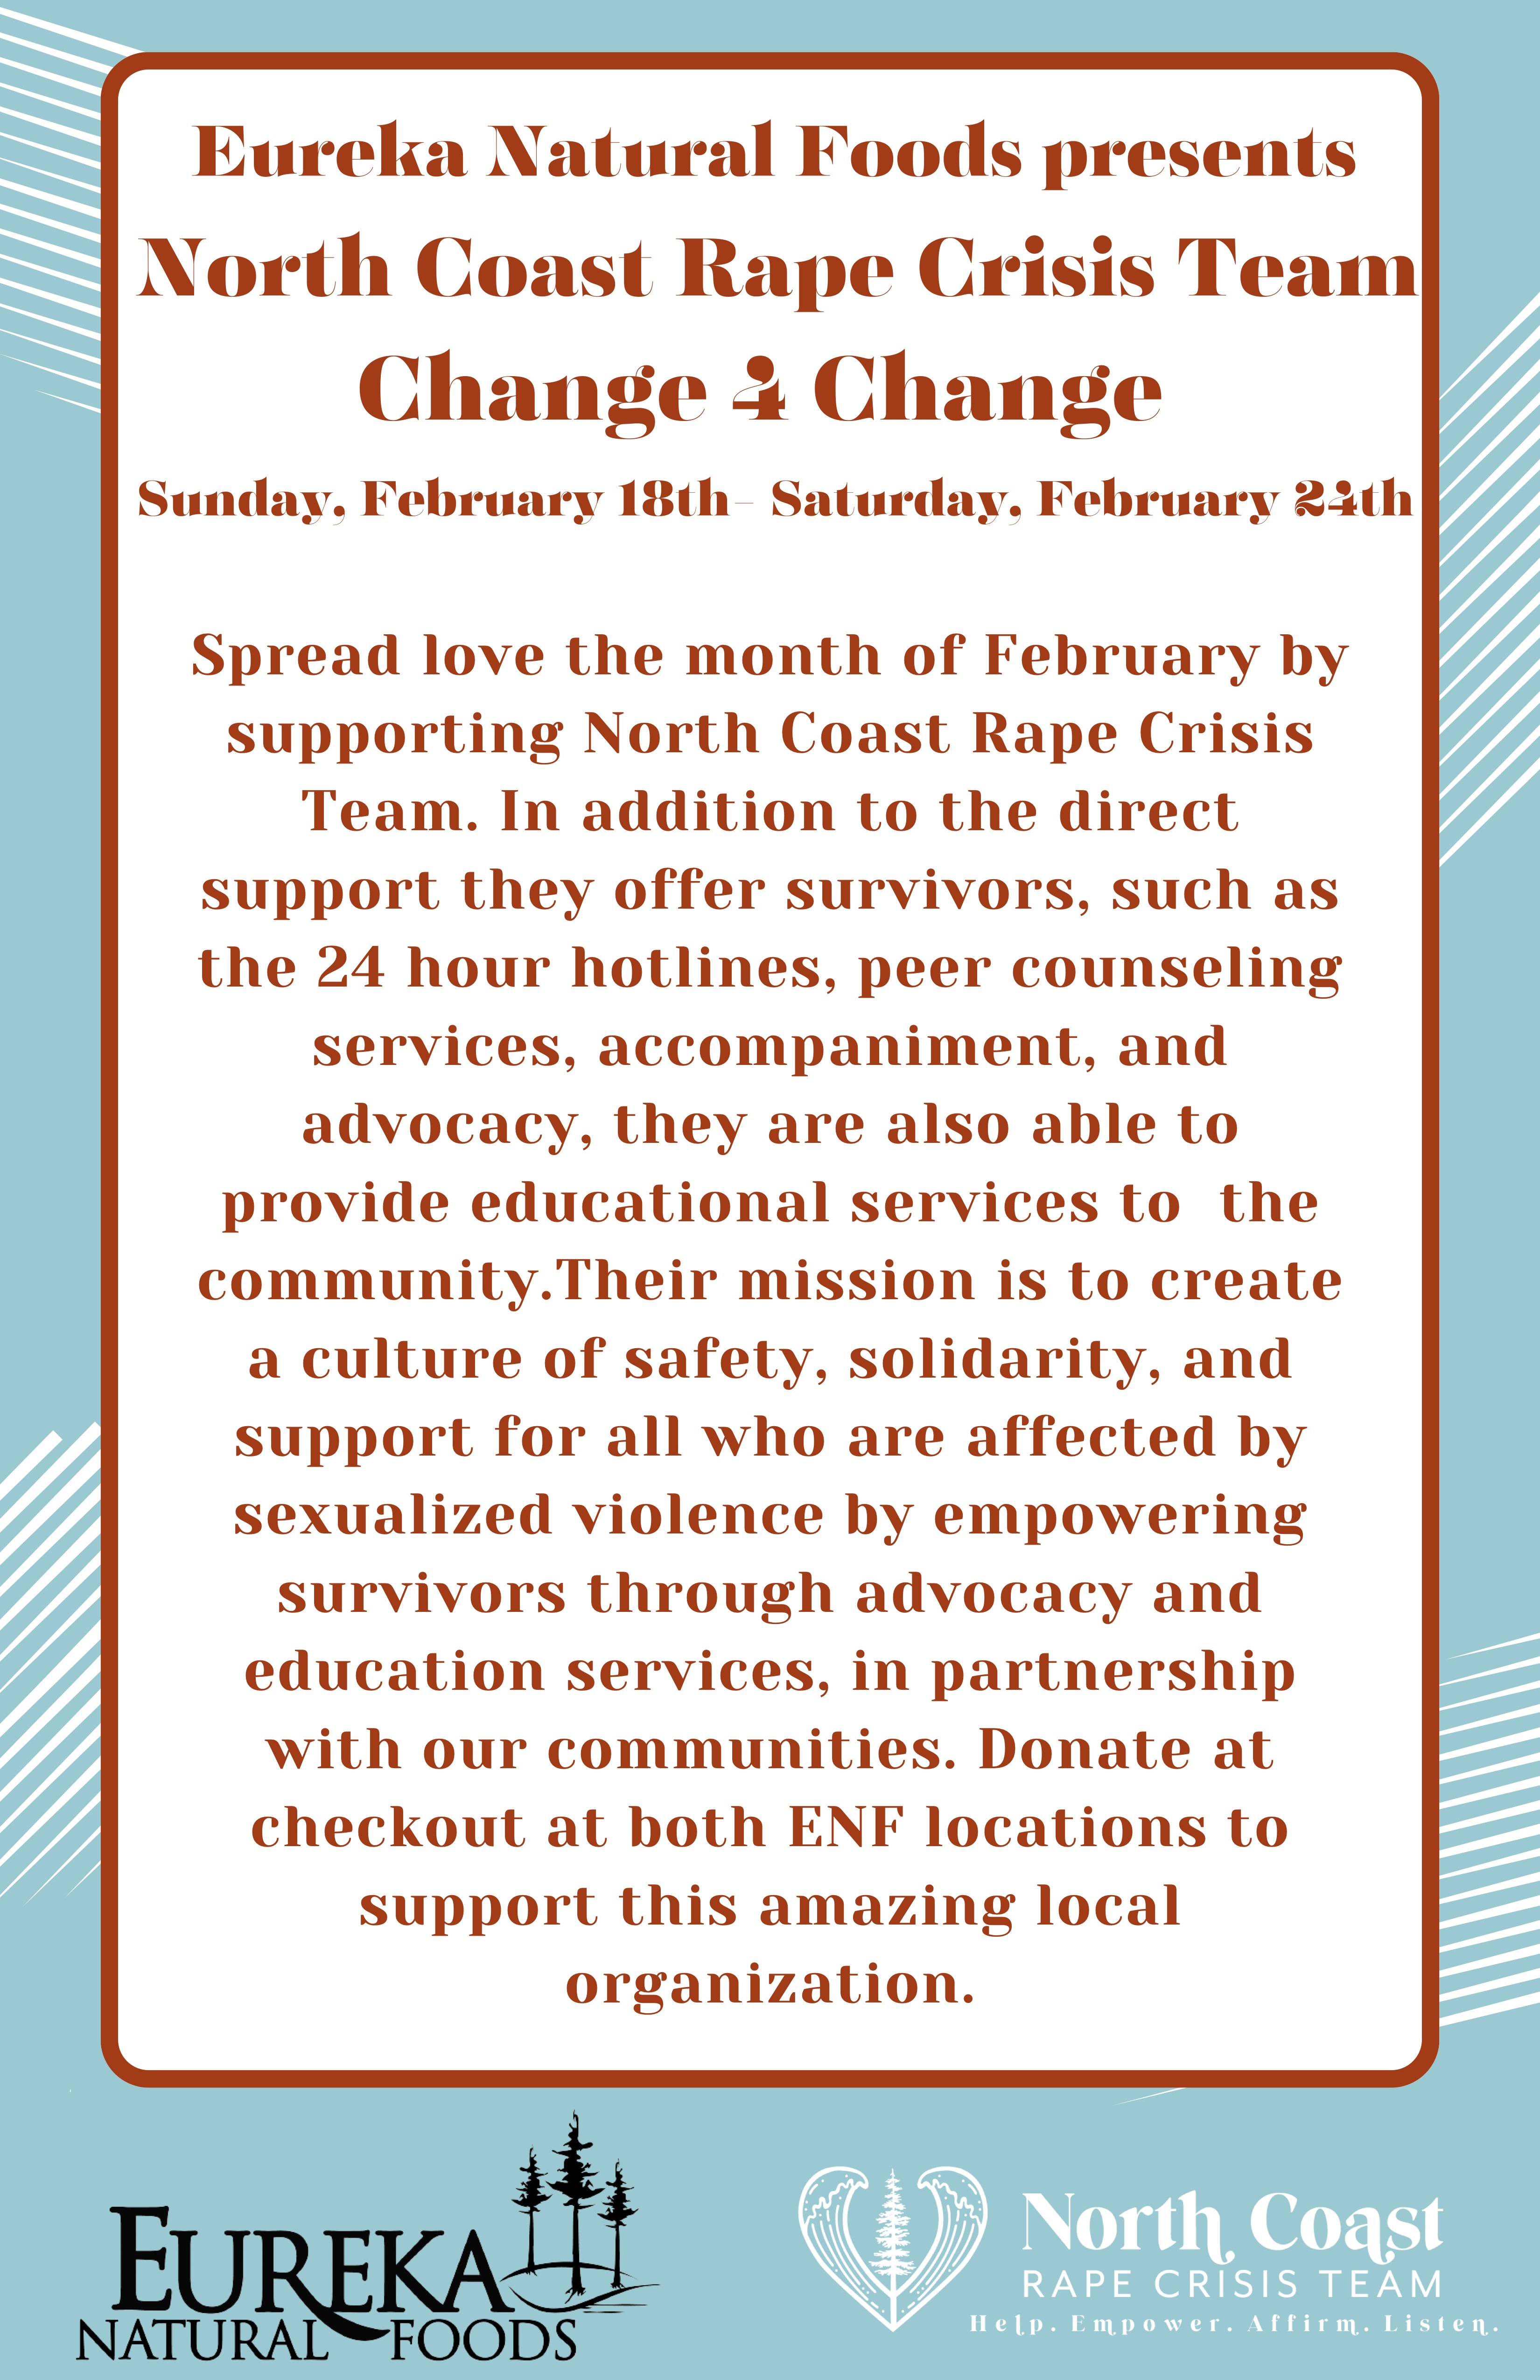 Eureka Natural Foods presents
North Coast Rape Crisis Team
Change 4 Change
Sunday, February 18th- Saturday, February 24th
Spread love the month of February by
supporting North Coast Rape Crisis
Team. In addition to the direct
support they offer survivors, such as
the 24 hour hotlines, peer counseling
services, accompaniment, and
advocacy, they are also able to
provide educational services to  the
community.Their mission is to create
a culture of safety, solidarity, and
support for all who are affected by
sexualized violence by empowering
survivors through advocacy and
education services, in partnership
with our communities. Donate at
checkout at both ENF locations to
support this amazing local
organization.
EUREKA
NATURAL FOODS
North Coast
RAPE CRISIS TEAM
Help. Empower. Affirm. Listen.